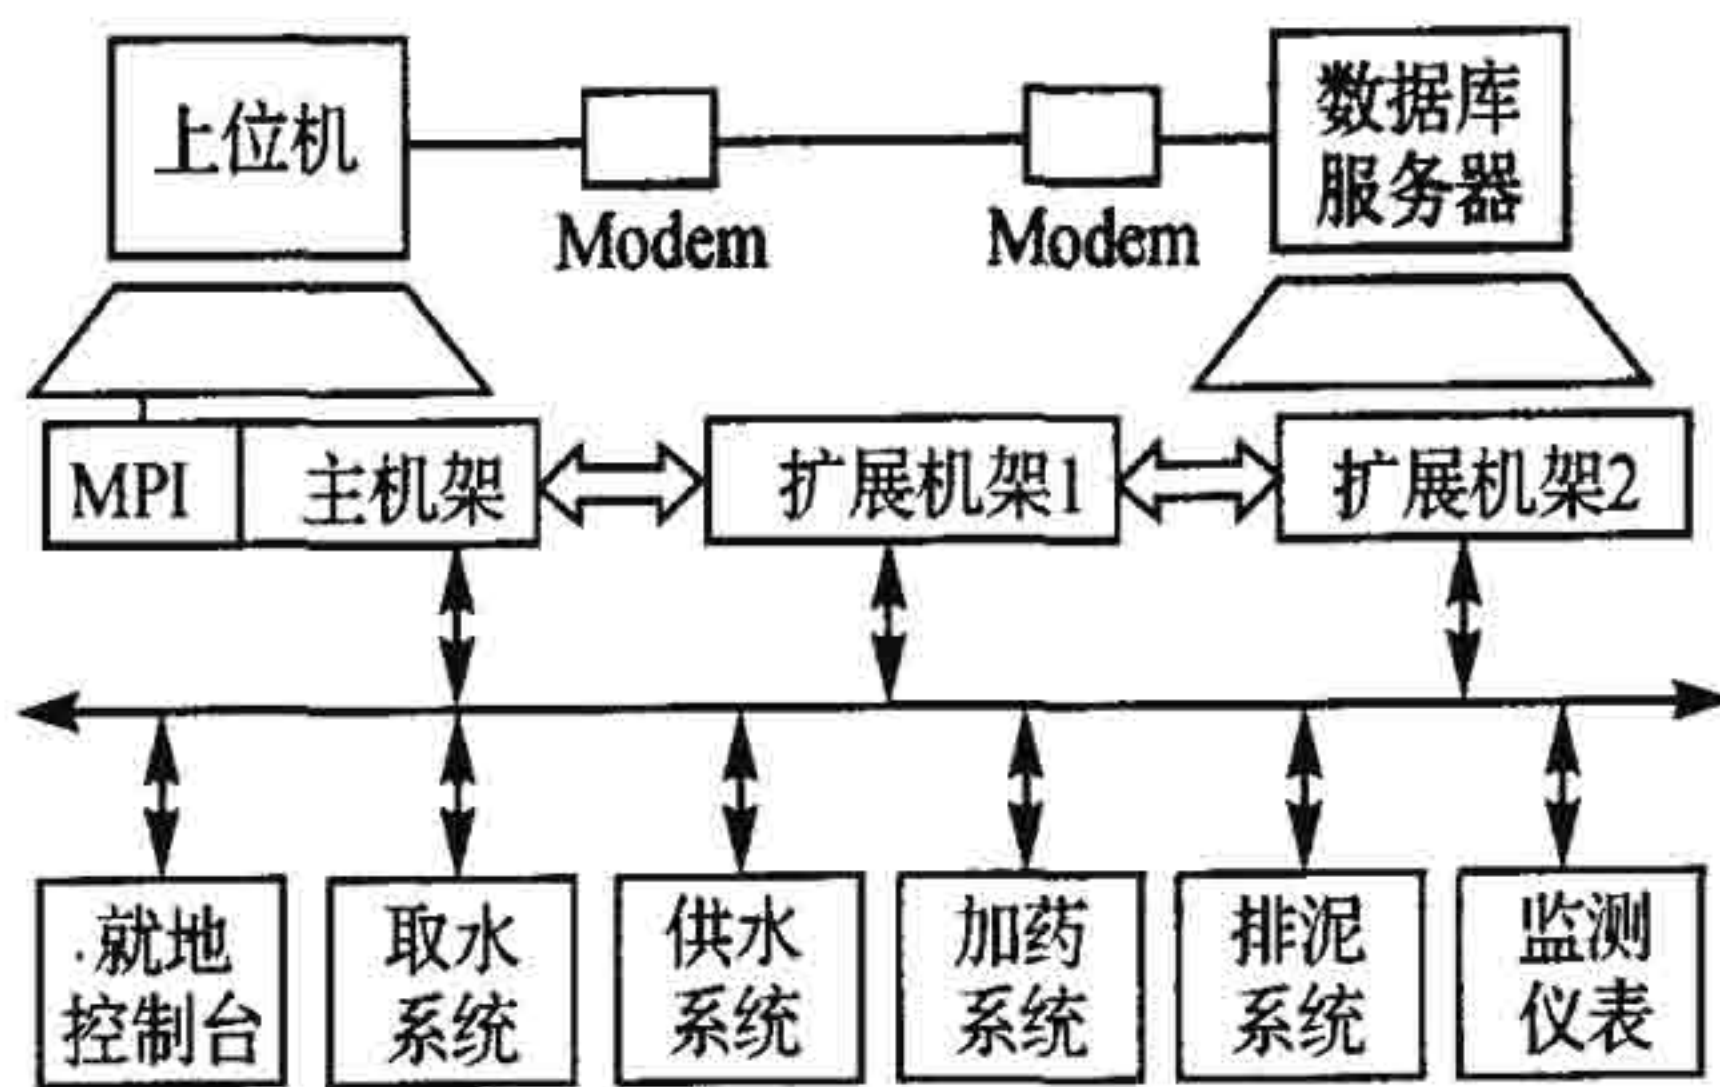 上位机
数据库
服务器
Modem
Modem
MPI
主机架
扩展机架1
扩展机架2
就地
控制台
取水
系统
供水
系统
加药
系统
排泥
系统
监测
仪表